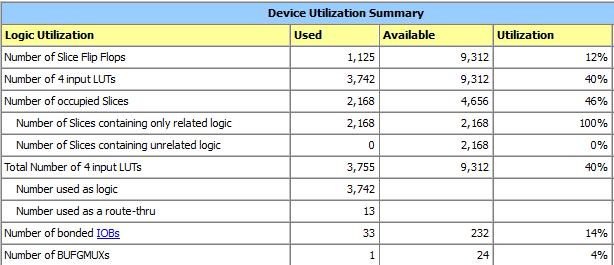 Device Utilization Summary
Logic Utilization Used Available Utilization
Number of Slice Flip Flops 1,125 9,312 12%
Number of 4 input LUTs 3,742 9,312 40%
Number of occupied Slices 2,168 4,656 46%
Number of Slices containing only related logic 2,168 2,168 100%
Number of Slices containing unrelated logic 0 2,168 0%
Total Number of 4 input LUTs 3,755 9,312 40%
Number used as logic 3,742
Number used as a route-thru 13
Number of bonded IOBs 33 232 14%
Number of BUFGMUXs 1 24 4%